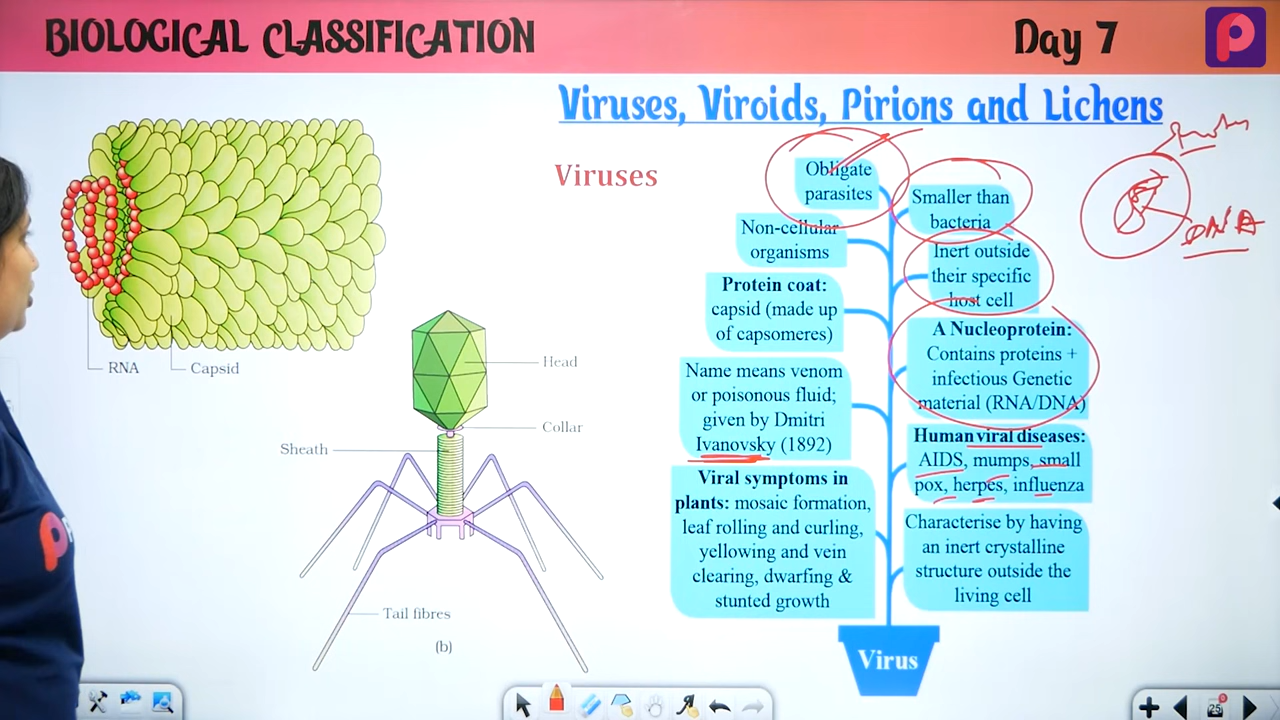 BIOLOGICAL CLASSIFICATION
Day 7
Viruses, Viroids, Pirions and Lichens
Viruses
Obligate
parasites
Smaller than
bacteria
Non-cellular
organisms
Inert outside
their specific
host cell
Protein coat:
capsid (made up
of capsomeres)
A Nucleoprotein:
Contains proteins +
infectious Genetic
material (RNA/DNA)
Name means venom
or poisonous fluid;
given by Dmitri
Ivanovsky (1892)
Human viral diseases:
AIDS, mumps, small
pox, herpes, influenza
Viral symptoms in
plants: mosaic formation,
leaf rolling and curling,
yellowing and vein
clearing, dwarfing &
stunted growth
Characterise by having
an inert crystalline
structure outside the
living cell
Virus
DNA
RNA
Capsid
Head
Collar
Sheath
Tail fibres
(b)
25